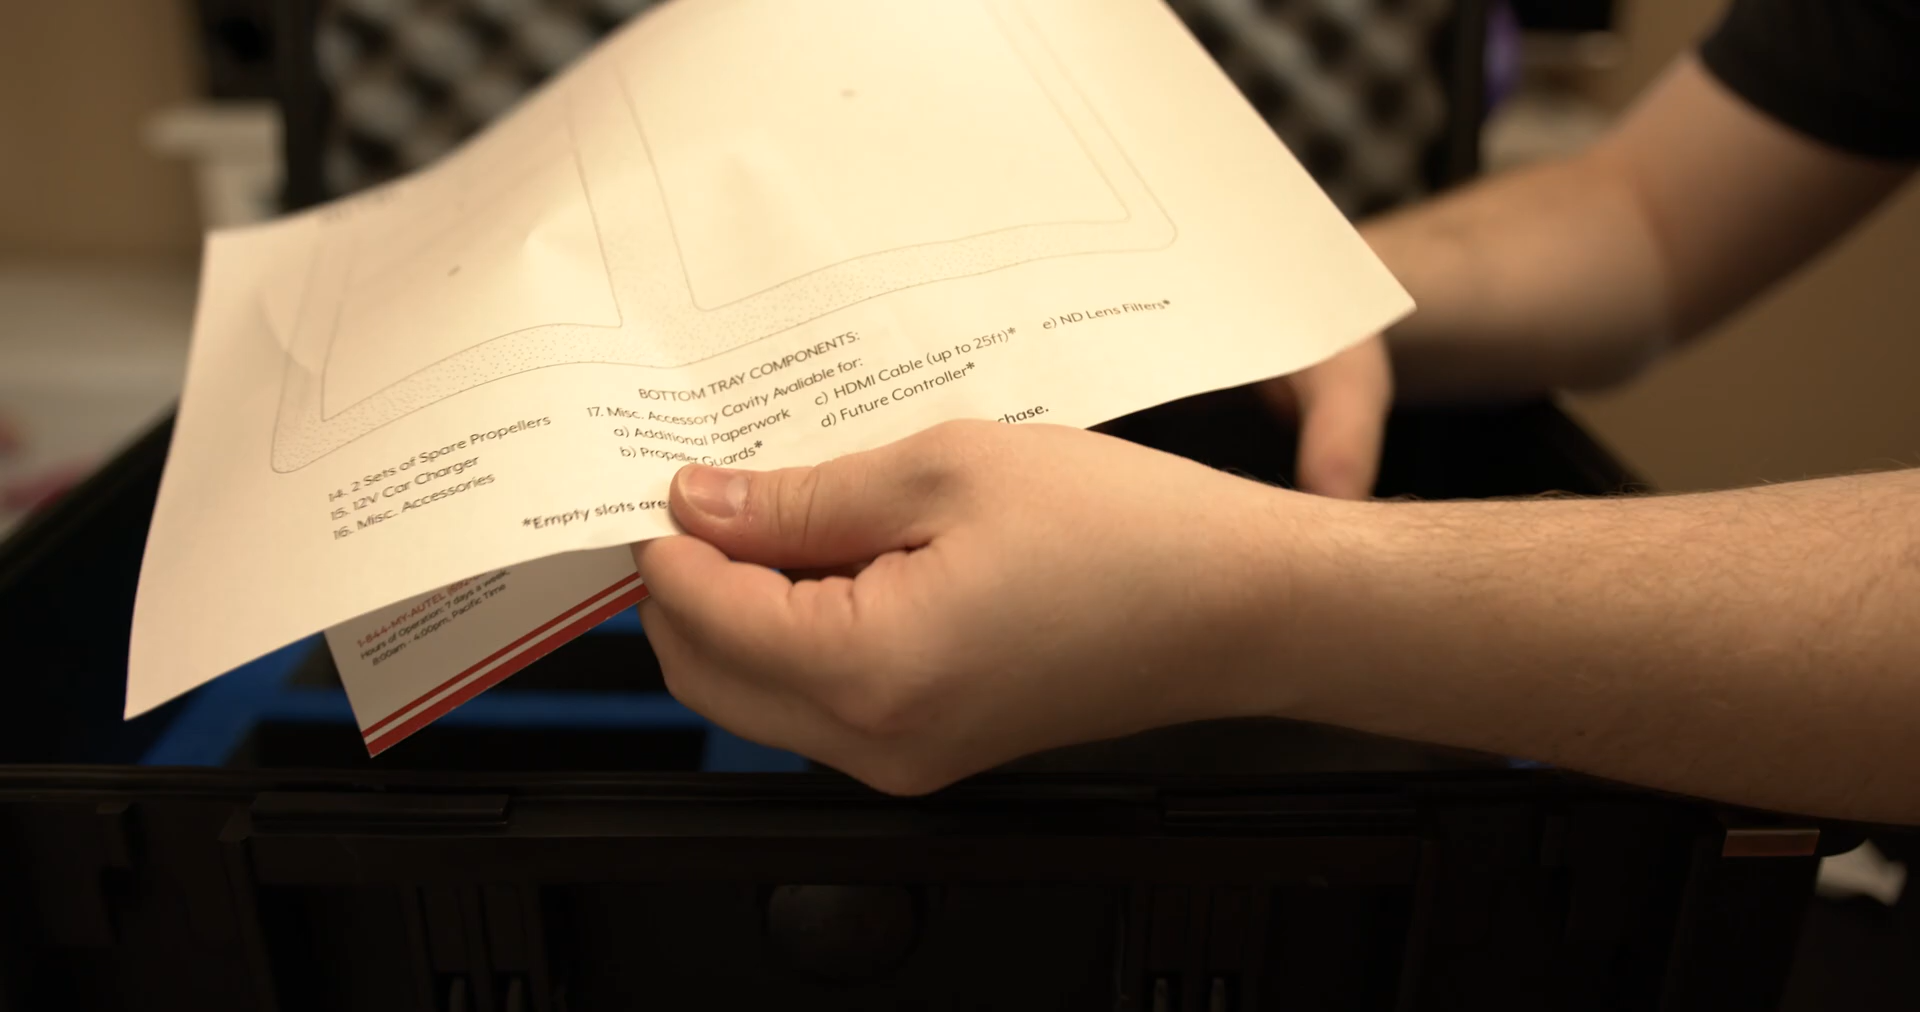 BOTTOM TRAY COMPONENTS:
14. 2 Sets of Spare Propellers
15. 12V Car Charger
16. Misc. Accessories
17. Misc. Accessory Cavity Avaliable for:
a) Additional Paperwork
b) Propeller Guards*
c) HDMI Cable (up to 25ft)*
d) Future Controller*
e) ND Lens Filters*
*Empty slots are chase.
1-844-MY-AUTEL
Hours of Operation: 7 days a week,
8:00am - 4:00pm, Pacific Time